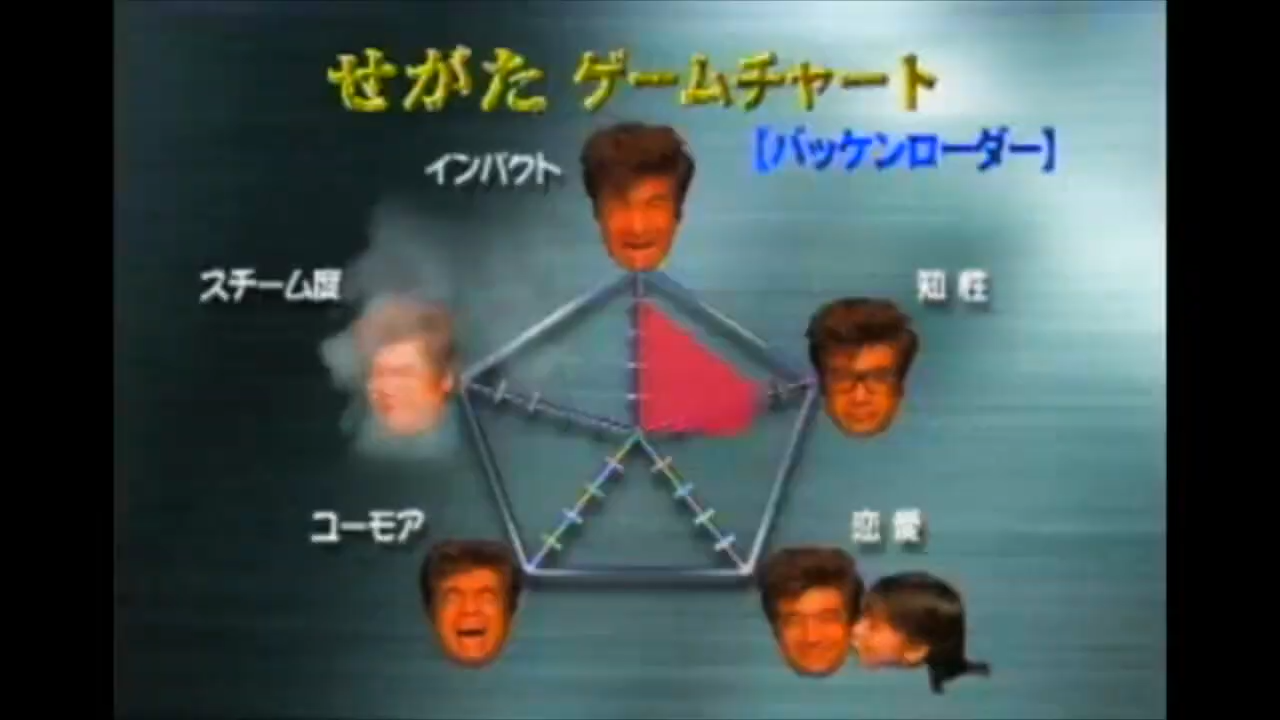 せがた ゲームチャート
【バッケンローダー】
インパクト
スチーム度
知性
ユーモア
恋愛